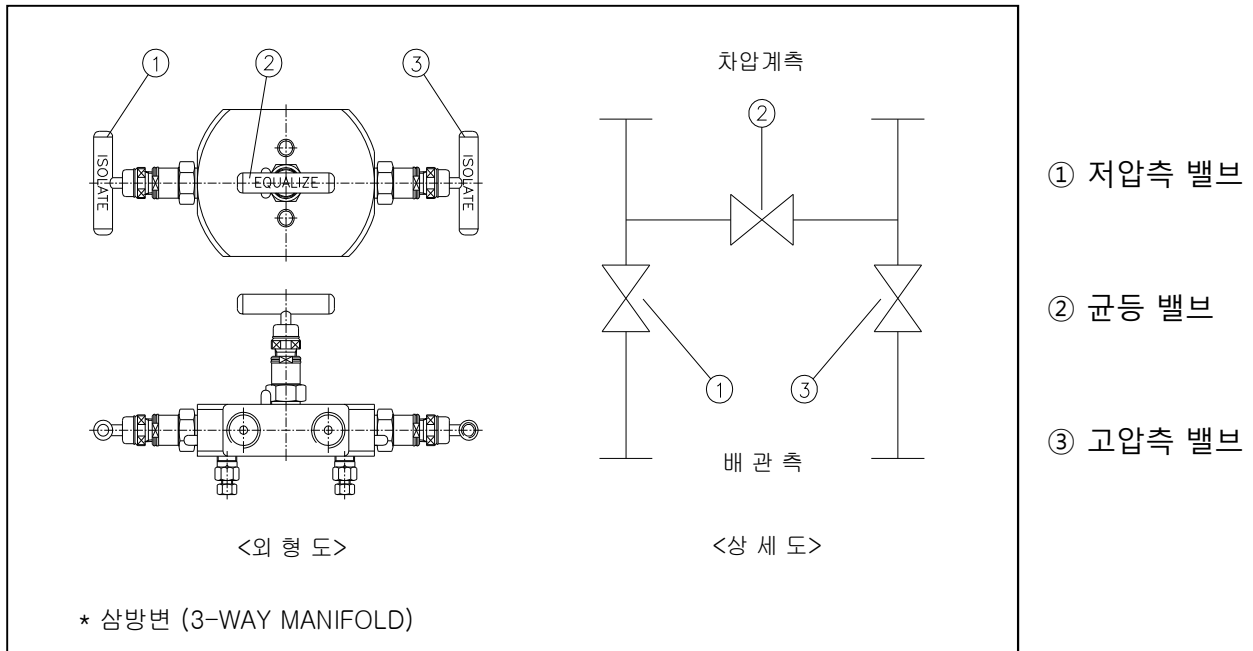 ① ② ③
ISOLATE
EQUALIZE
ISOLATE
<외 형 도>
차압계측
②
① ③
배 관 측
<상 세 도>
* 삼방변 (3-WAY MANIFOLD)
① 저압측 밸브
② 균등 밸브
③ 고압측 밸브